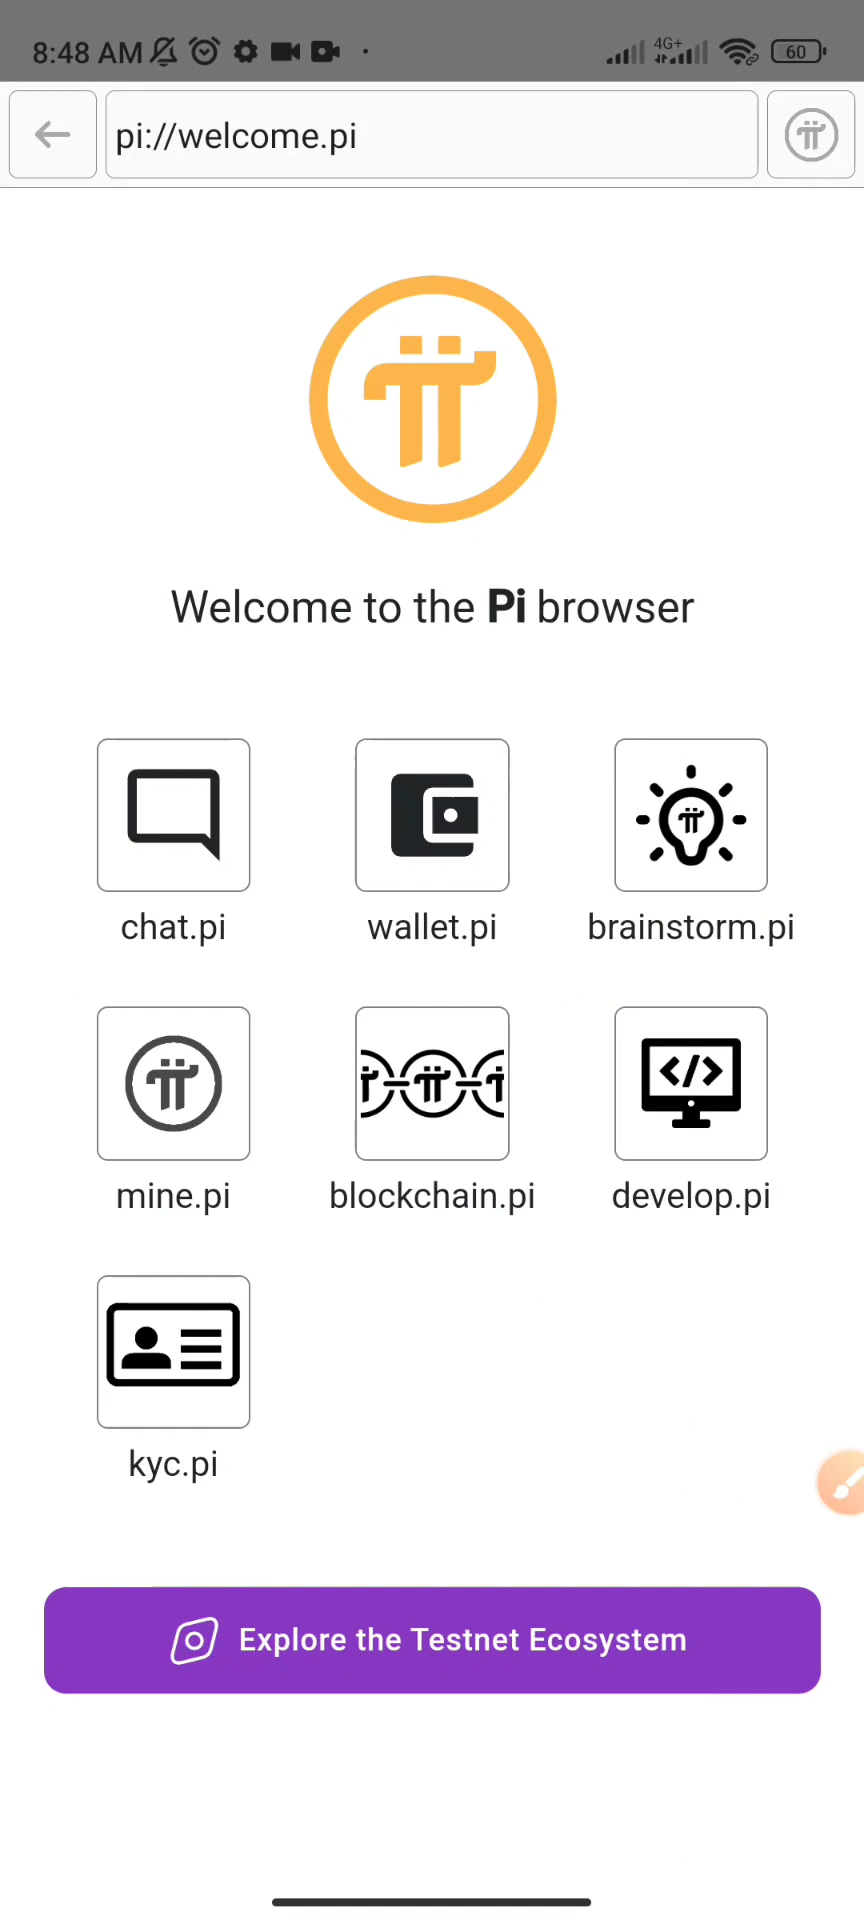 8:48 AM
4G+
60
pi://welcome.pi
Welcome to the Pi browser
chat.pi
wallet.pi
brainstorm.pi
mine.pi
blockchain.pi
develop.pi
kyc.pi
Explore the Testnet Ecosystem